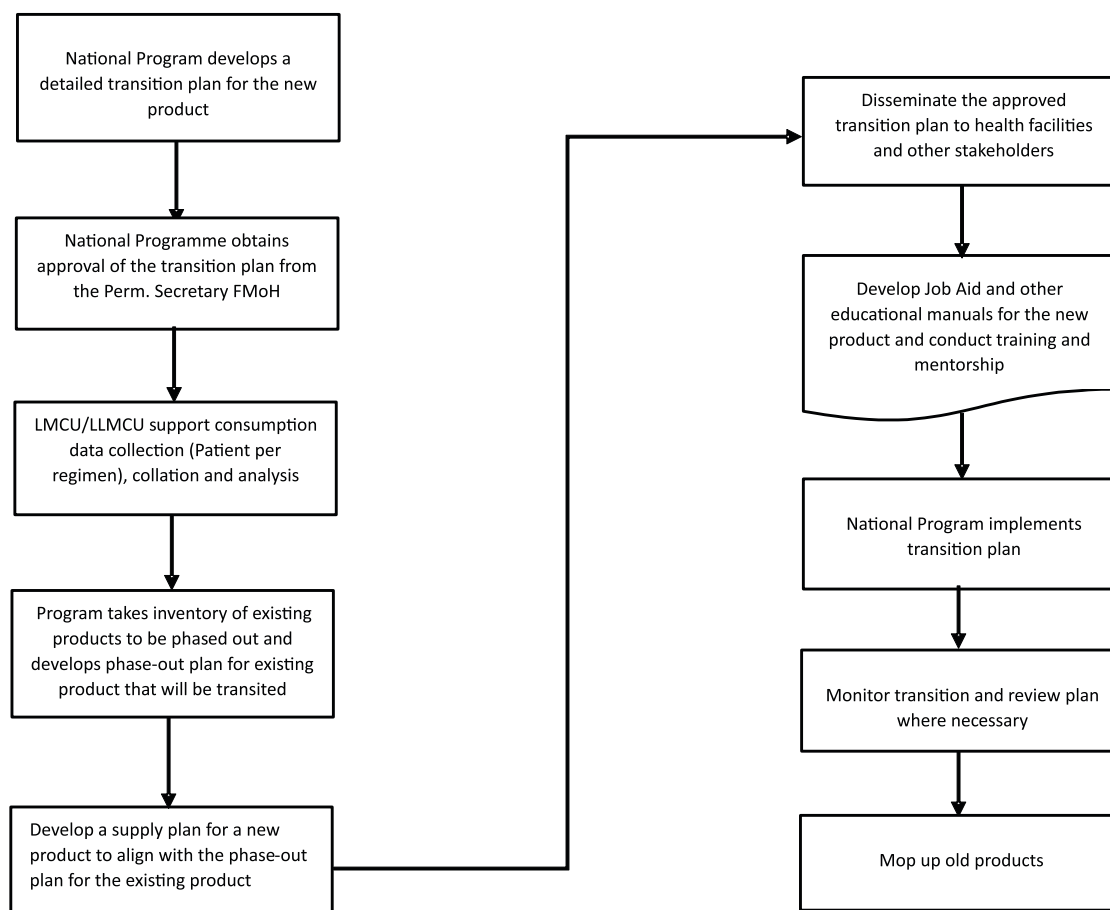 National Program develops a
detailed transition plan for the new
product
National Programme obtains
approval of the transition plan from
the Perm. Secretary FMoH
LMCU/LLMCU support consumption
data collection (Patient per
regimen), collation and analysis
Program takes inventory of existing
products to be phased out and
develops phase-out plan for existing
product that will be transited
Develop a supply plan for a new
product to align with the phase-out
plan for the existing product
Disseminate the approved
transition plan to health facilities
and other stakeholders
Develop Job Aid and other
educational manuals for the new
product and conduct training and
mentorship
National Program implements
transition plan
Monitor transition and review plan
where necessary
Mop up old products